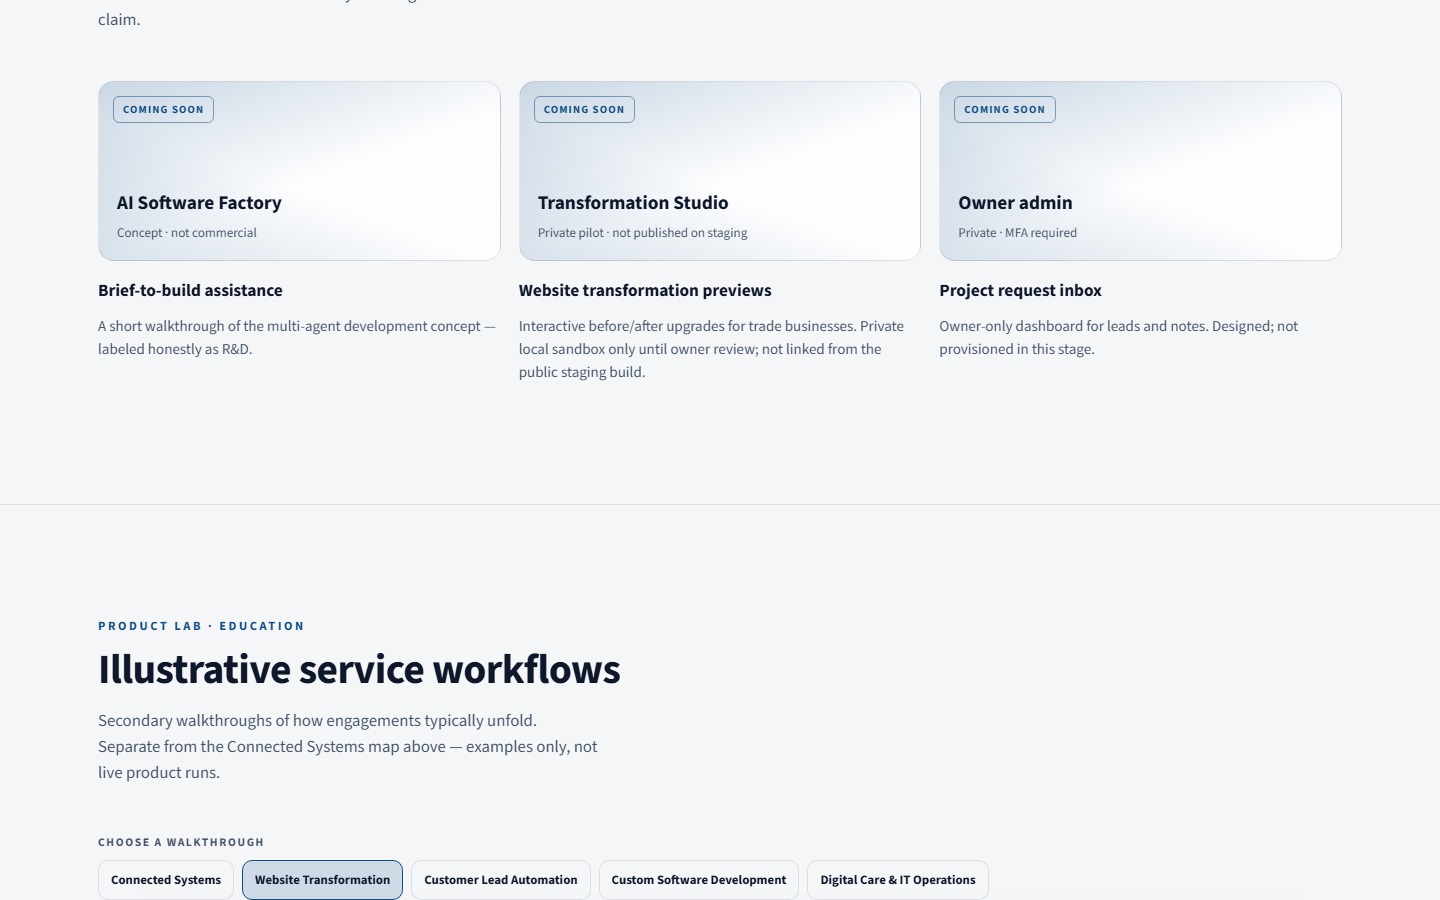 claim.
COMING SOON
AI Software Factory
Concept · not commercial
Brief-to-build assistance
A short walkthrough of the multi-agent development concept —
labeled honestly as R&D.
COMING SOON
Transformation Studio
Private pilot · not published on staging
Website transformation previews
Interactive before/after upgrades for trade businesses. Private
local sandbox only until owner review; not linked from the
public staging build.
COMING SOON
Owner admin
Private · MFA required
Project request inbox
Owner-only dashboard for leads and notes. Designed; not
provisioned in this stage.
PRODUCT LAB · EDUCATION
Illustrative service workflows
Secondary walkthroughs of how engagements typically unfold.
Separate from the Connected Systems map above — examples only, not
live product runs.
CHOOSE A WALKTHROUGH
Connected Systems
Website Transformation
Customer Lead Automation
Custom Software Development
Digital Care & IT Operations